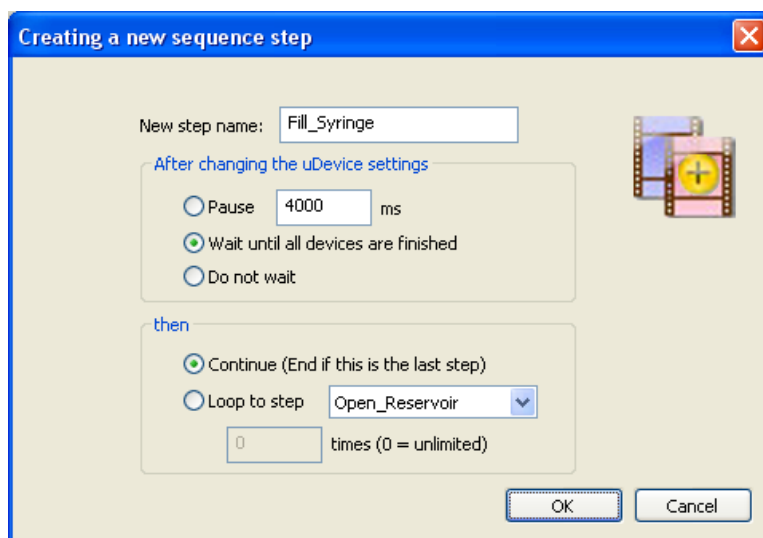 Creating a new sequence step
New step name: Fill_Syringe
After changing the uDevice settings
Pause 4000 ms
Wait until all devices are finished
Do not wait
then
Continue (End if this is the last step)
Loop to step Open_Reservoir
0 times (0 = unlimited)
OK Cancel